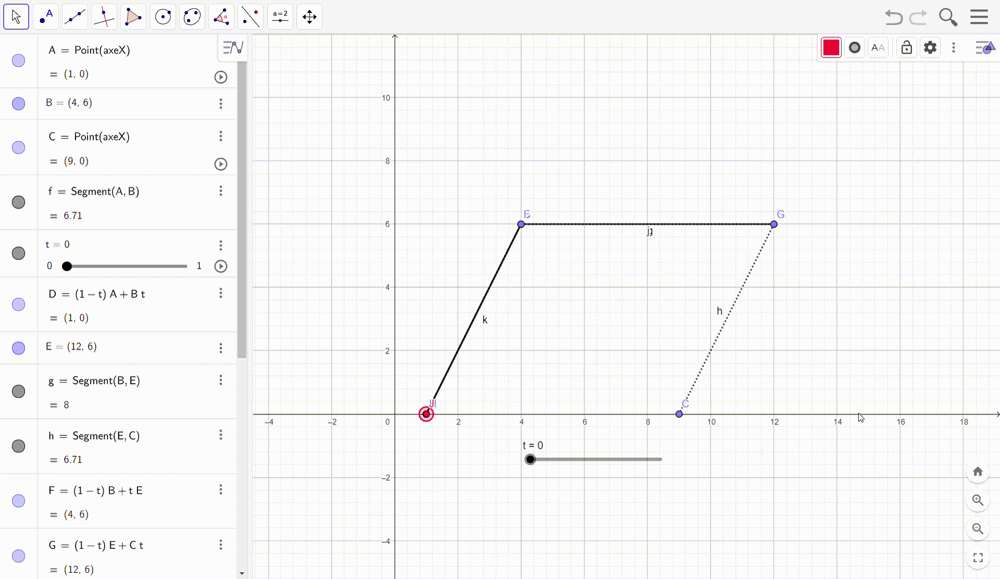 A
a=2
A = Point(axeX)
= (1, 0)
B = (4, 6)
C = Point(axeX)
= (9, 0)
f = Segment(A, B)
= 6.71
t = 0
0 1
D = (1 − t) A + B t
= (1, 0)
E = (12, 6)
g = Segment(B, E)
= 8
h = Segment(E, C)
= 6.71
F = (1 − t) B + t E
= (4, 6)
G = (1 − t) E + C t
= (12, 6)
AA
10
8
G
6
4
h
k
2
C
−4 −2 0 2 4 6 8 10 12 14 16 18
t = 0
−2
−4